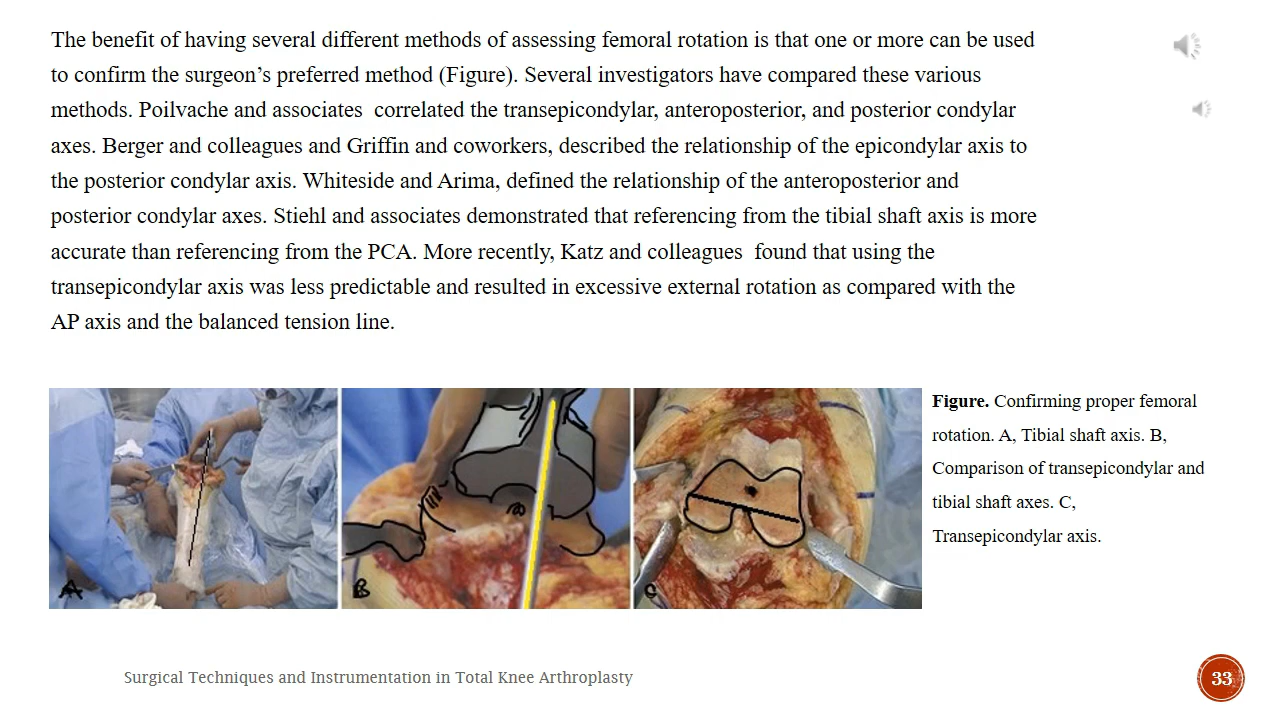 The benefit of having several different methods of assessing femoral rotation is that one or more can be used
to confirm the surgeon’s preferred method (Figure). Several investigators have compared these various
methods. Poilvache and associates  correlated the transepicondylar, anteroposterior, and posterior condylar
axes. Berger and colleagues and Griffin and coworkers, described the relationship of the epicondylar axis to
the posterior condylar axis. Whiteside and Arima, defined the relationship of the anteroposterior and
posterior condylar axes. Stiehl and associates demonstrated that referencing from the tibial shaft axis is more
accurate than referencing from the PCA. More recently, Katz and colleagues  found that using the
transepicondylar axis was less predictable and resulted in excessive external rotation as compared with the
AP axis and the balanced tension line.
A
B
C
Figure. Confirming proper femoral
rotation. A, Tibial shaft axis. B,
Comparison of transepicondylar and
tibial shaft axes. C,
Transepicondylar axis.
Surgical Techniques and Instrumentation in Total Knee Arthroplasty
33